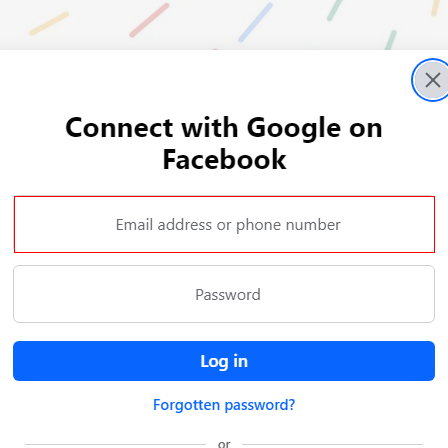 Connect with Google on
Facebook
Email address or phone number
Password
Log in
Forgotten password?
or